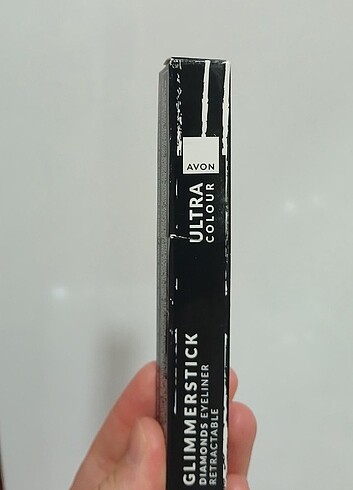 AVON
ULTRA
COLOUR
GLIMMERSTICK
DIAMONDS EYELINER
RETRACTABLE